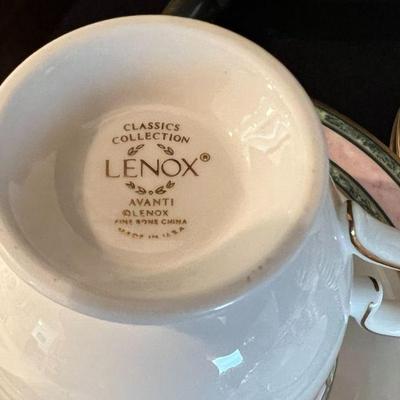 CLASSICS
COLLECTION
LENOX®
AVANTI
©LENOX
FINE BONE CHINA
MADE IN U.S.A.